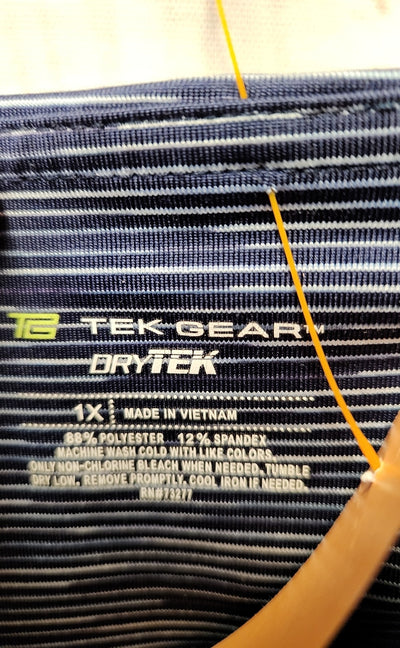 TG TEK GEAR™
DRYTEK
1X MADE IN VIETNAM
88% POLYESTER 12% SPANDEX
MACHINE WASH COLD WITH LIKE COLORS.
ONLY NON-CHLORINE BLEACH WHEN NEEDED. TUMBLE
DRY LOW. REMOVE PROMPTLY. COOL IRON IF NEEDED.
RN#73277